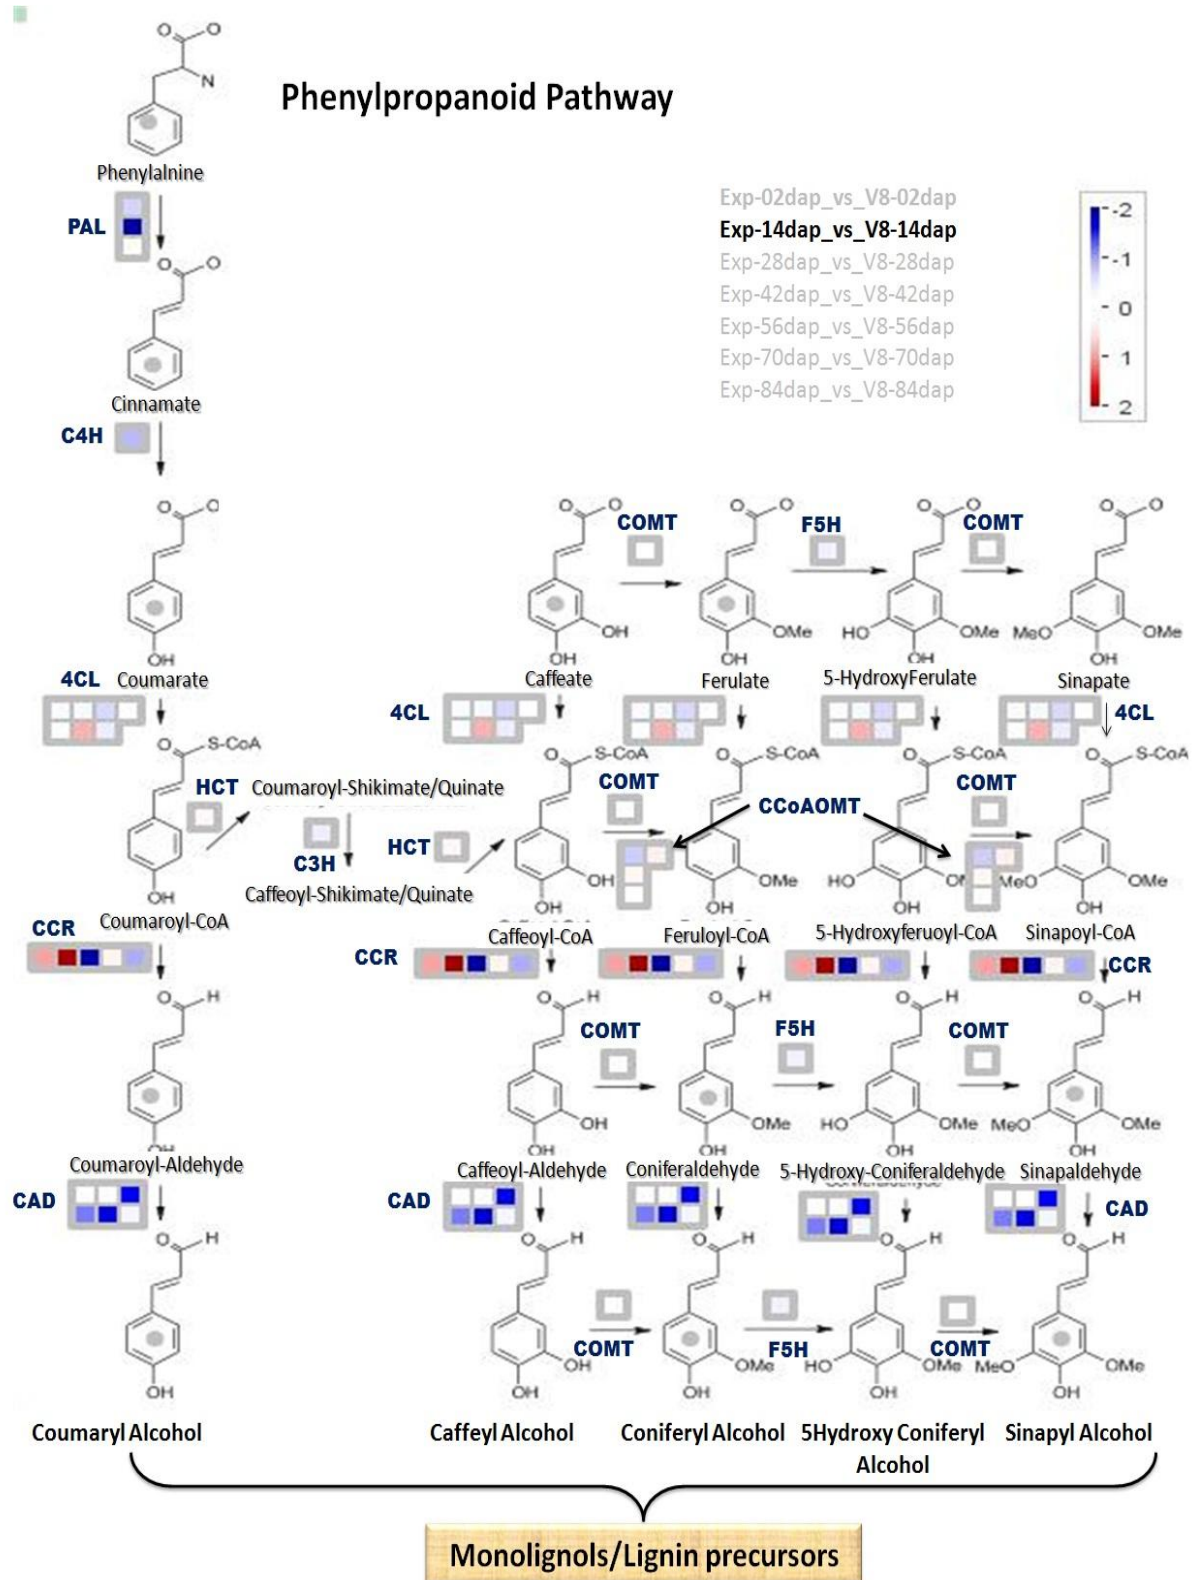 Phenylpropanoid Pathway
O
O
N
Phenylalnine
PAL
O
O
Cinnamate
C4H
Exp-02dap_vs_V8-02dap
Exp-14dap_vs_V8-14dap
Exp-28dap_vs_V8-28dap
Exp-42dap_vs_V8-42dap
Exp-56dap_vs_V8-56dap
Exp-70dap_vs_V8-70dap
Exp-84dap_vs_V8-84dap
-2
-1
0
1
2
O O O O O O O O O O
COMT F5H COMT
OH OMe HO OMe MeO OMe
OH OH OH OH OH
4CL Coumarate Caffeate Ferulate 5-HydroxyFerulate Sinapate
4CL 4CL
O S-CoA O S-CoA O S-CoA O S-CoA O S-CoA
HCT Coumaroyl-Shikimate/Quinate COMT CCoAOMT COMT
C3H HCT
Caffeoyl-Shikimate/Quinate
OH OMe HO MeO OMe
OH OH OH OH OH
Coumaroyl-CoA Caffeoyl-CoA Feruloyl-CoA 5-Hydroxyferuoyl-CoA Sinapoyl-CoA
CCR CCR CCR
O H O H O H O H O H
COMT F5H COMT
OH OMe HO OMe MeO OMe
OH OH OH OH OH
Coumaroyl-Aldehyde Caffeoyl-Aldehyde Coniferaldehyde 5-Hydroxy-Coniferaldehyde Sinapaldehyde
CAD CAD CAD
O H O H O H O H O H
COMT F5H COMT
OH OMe HO OMe MeO OMe
OH OH OH OH OH
Coumaryl Alcohol Caffeyl Alcohol Coniferyl Alcohol 5Hydroxy Coniferyl Sinapyl Alcohol
Alcohol
Monolignols/Lignin precursors